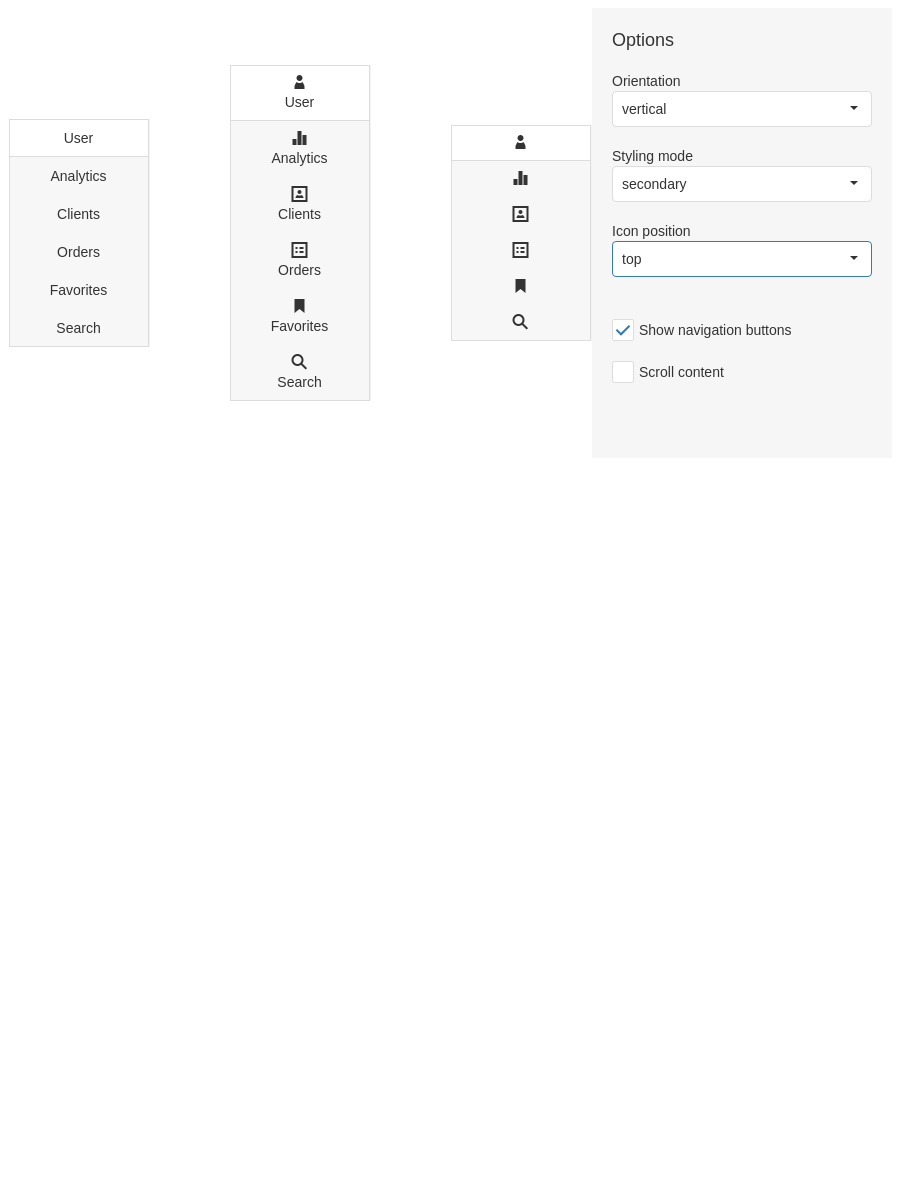 User
Analytics
Clients
Orders
Favorites
Search
User
Analytics
Clients
Orders
Favorites
Search
Options
Orientation
vertical
Styling mode
secondary
Icon position
top
Show navigation buttons
Scroll content